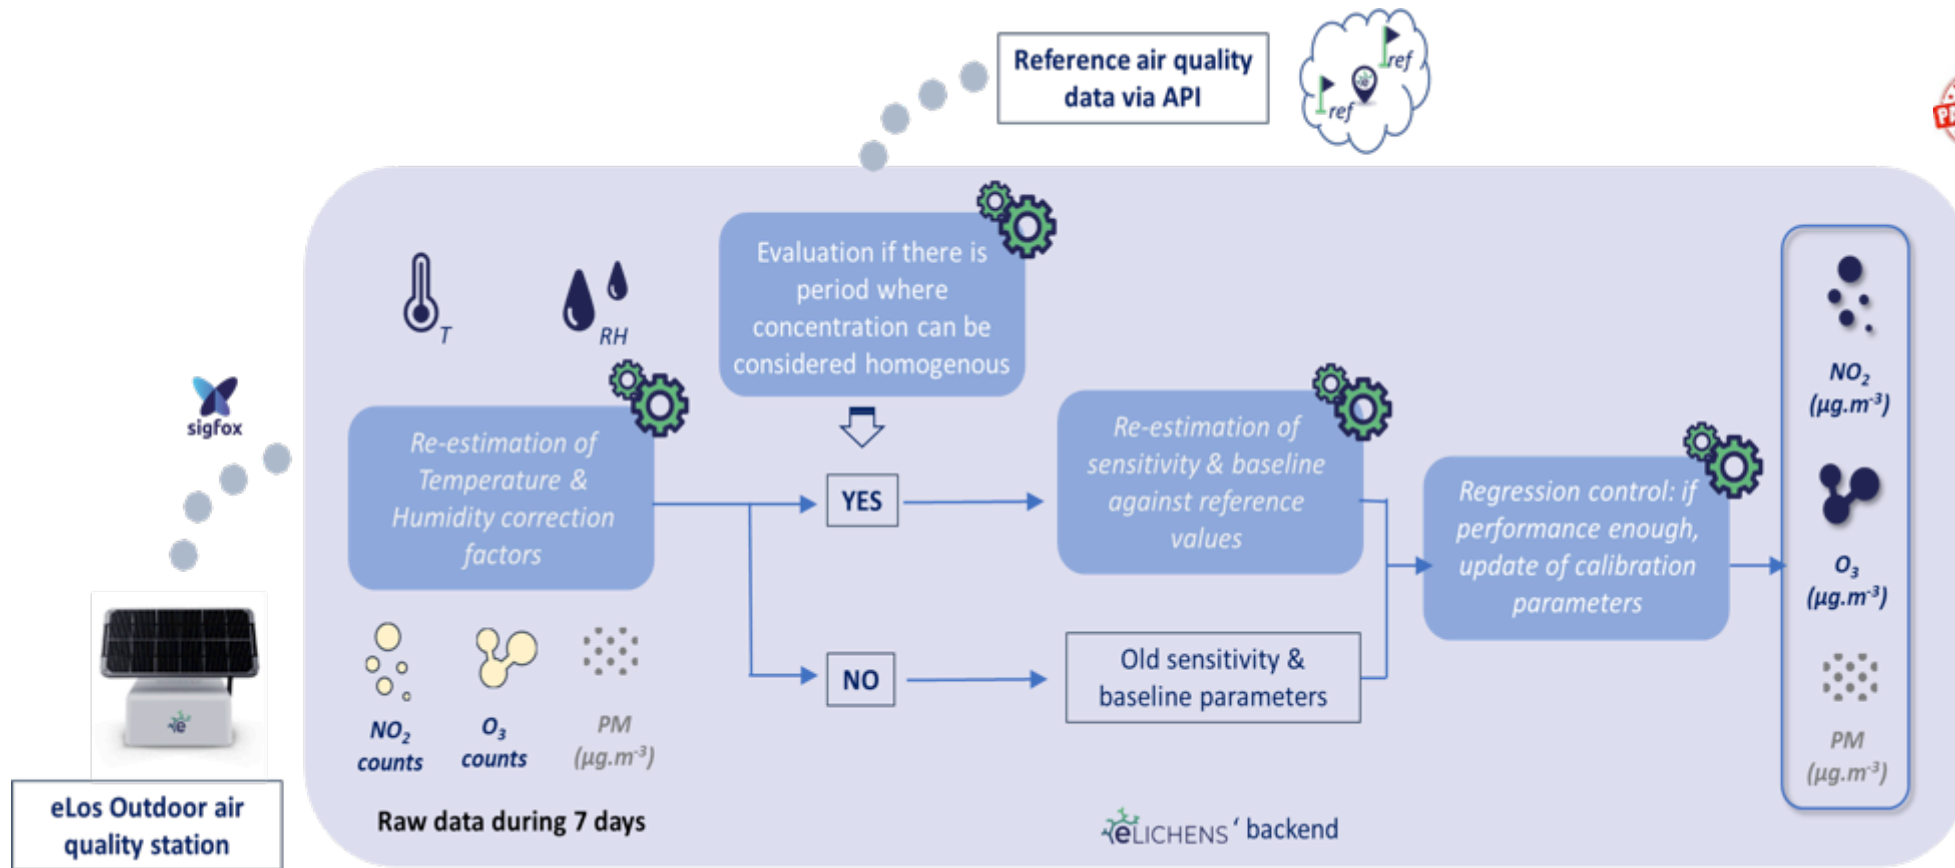 Reference air quality
data via API
ref
ref
Evaluation if there is
period where
concentration can be
considered homogenous
T
RH
sigfox
Re-estimation of
Temperature &
Humidity correction
factors
YES
Re-estimation of
sensitivity & baseline
against reference
values
Regression control: if
performance enough,
update of calibration
parameters
NO₂
(µg.m⁻³)
O₃
(µg.m⁻³)
PM
(µg.m⁻³)
NO
Old sensitivity &
baseline parameters
NO₂
counts
O₃
counts
PM
(µg.m⁻³)
e
eLos Outdoor air
quality station
Raw data during 7 days
eLICHENS ‘ backend